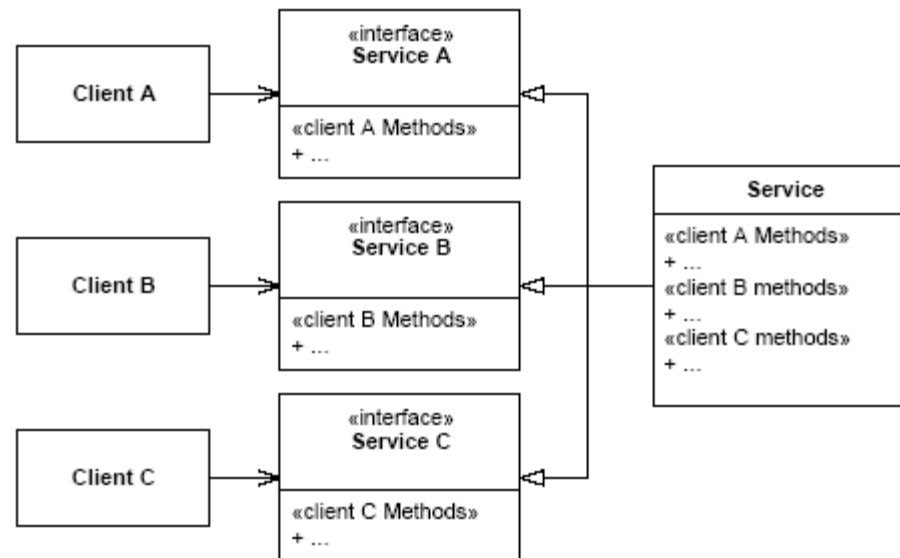 Client A
«interface»
Service A
«client A Methods»
+ ...
Client B
«interface»
Service B
«client B Methods»
+ ...
Client C
«interface»
Service C
«client C Methods»
+ ...
Service
«client A Methods»
+ ...
«client B methods»
+ ...
«client C methods»
+ ...